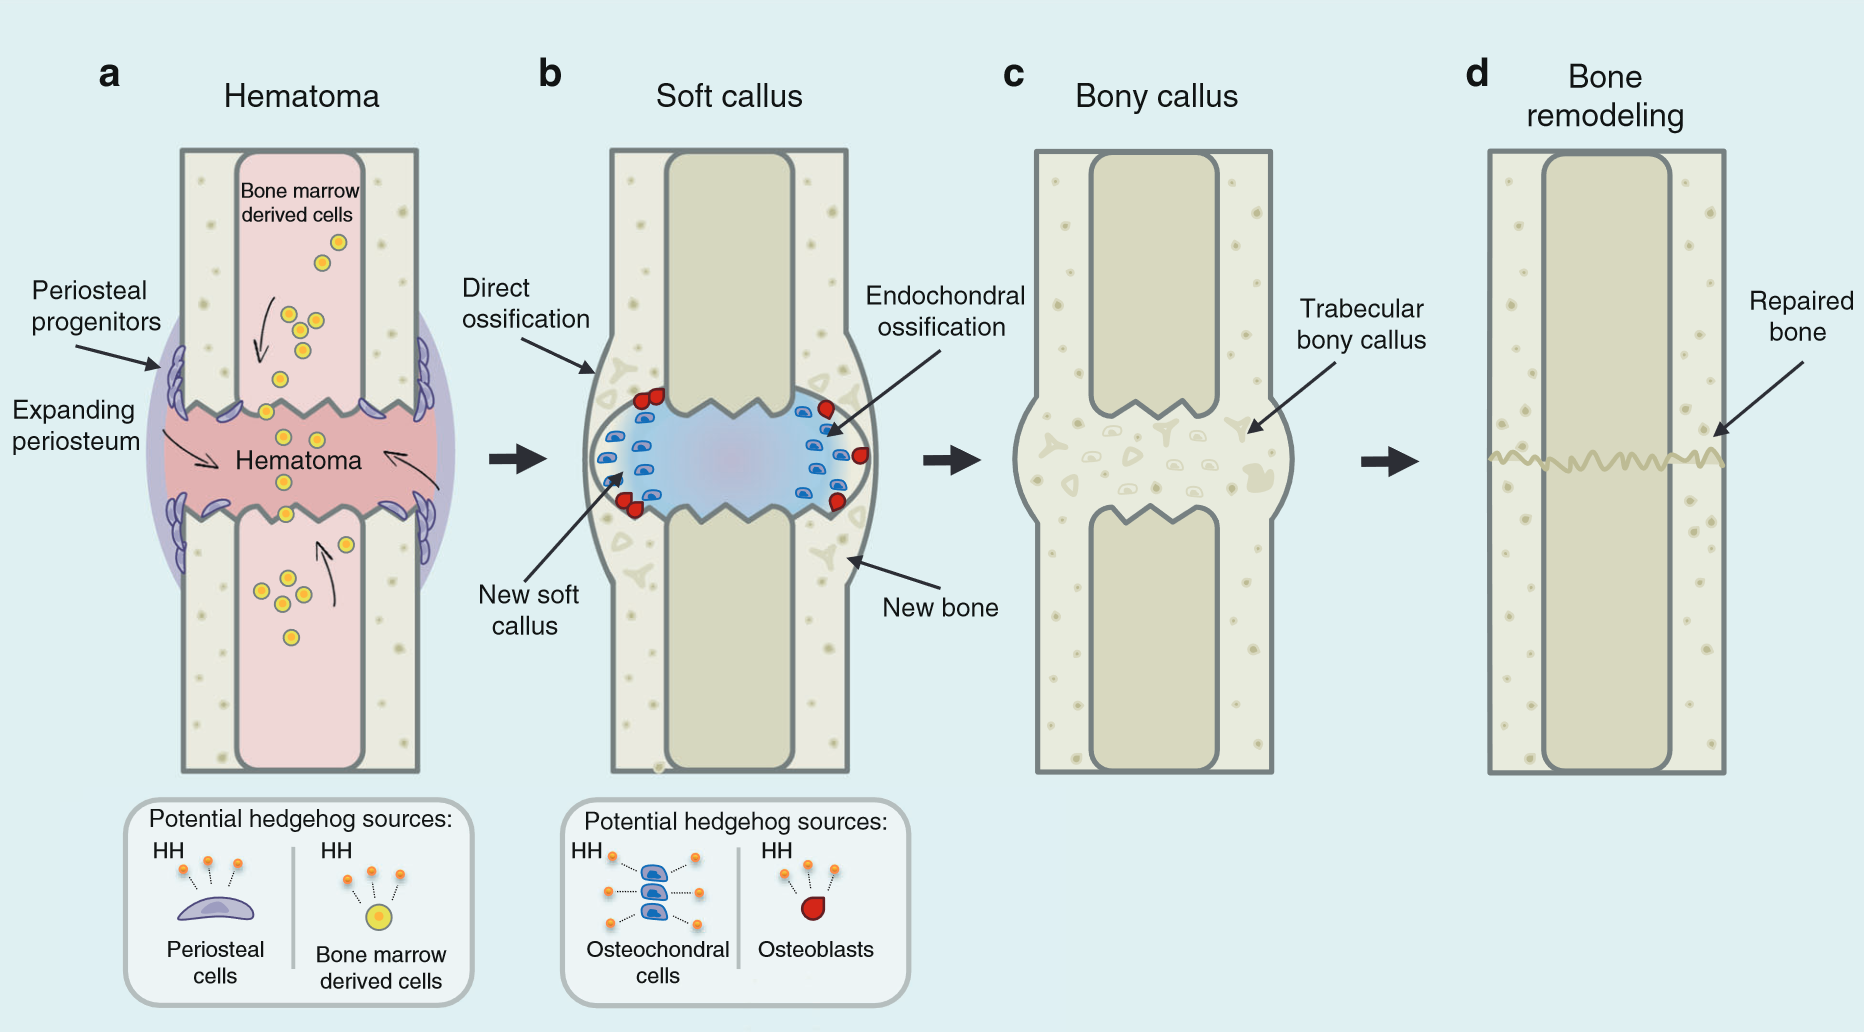 a
Hematoma
b
Soft callus
c
Bony callus
d
Bone
remodeling
Bone marrow
derived cells
Periosteal
progenitors
Expanding
periosteum
Hematoma
Direct
ossification
Endochondral
ossification
New soft
callus
New bone
Trabecular
bony callus
Repaired
bone
Potential hedgehog sources:
HH
HH
Periosteal
cells
Bone marrow
derived cells
Potential hedgehog sources:
HH
HH
Osteochondral
cells
Osteoblasts